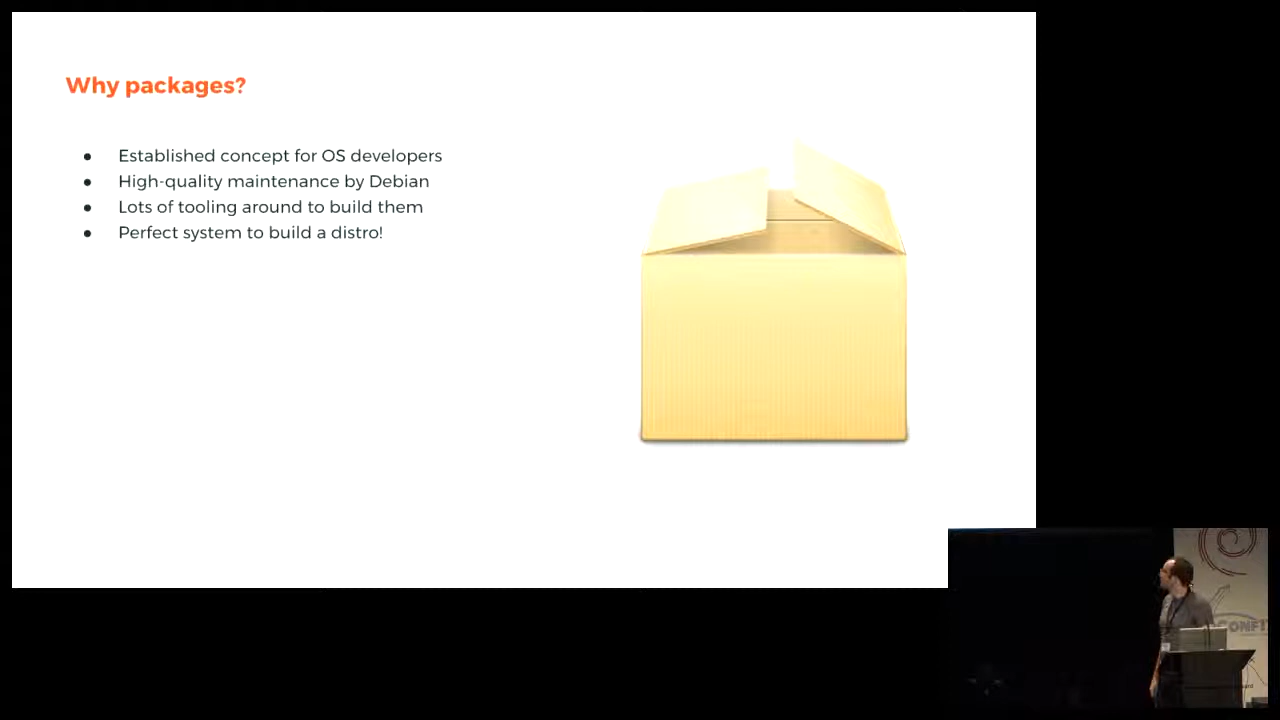 Why packages?
● Established concept for OS developers
● High-quality maintenance by Debian
● Lots of tooling around to build them
● Perfect system to build a distro!
CONF1